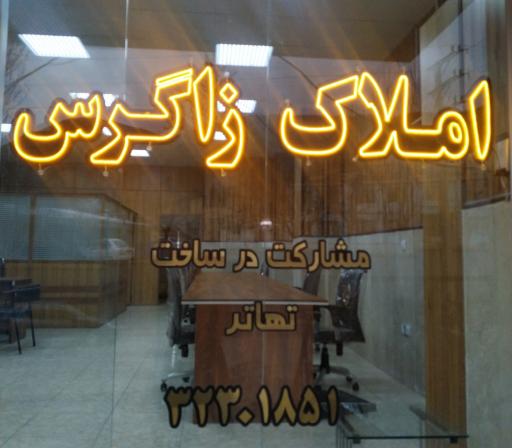 املاک زاگرس
مشارکت در ساخت
تهاتر
۳۲۳۰۱۸۵۱